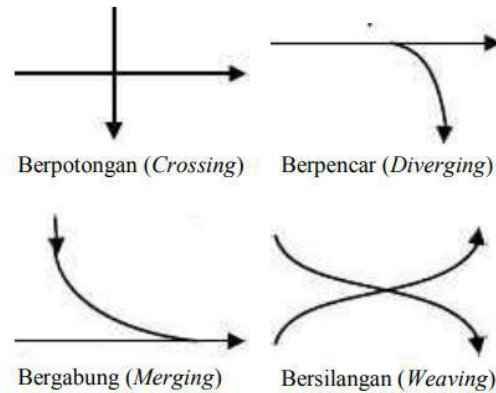 Berpotongan (Crossing)
Berpencar (Diverging)
Bergabung (Merging)
Bersilangan (Weaving)